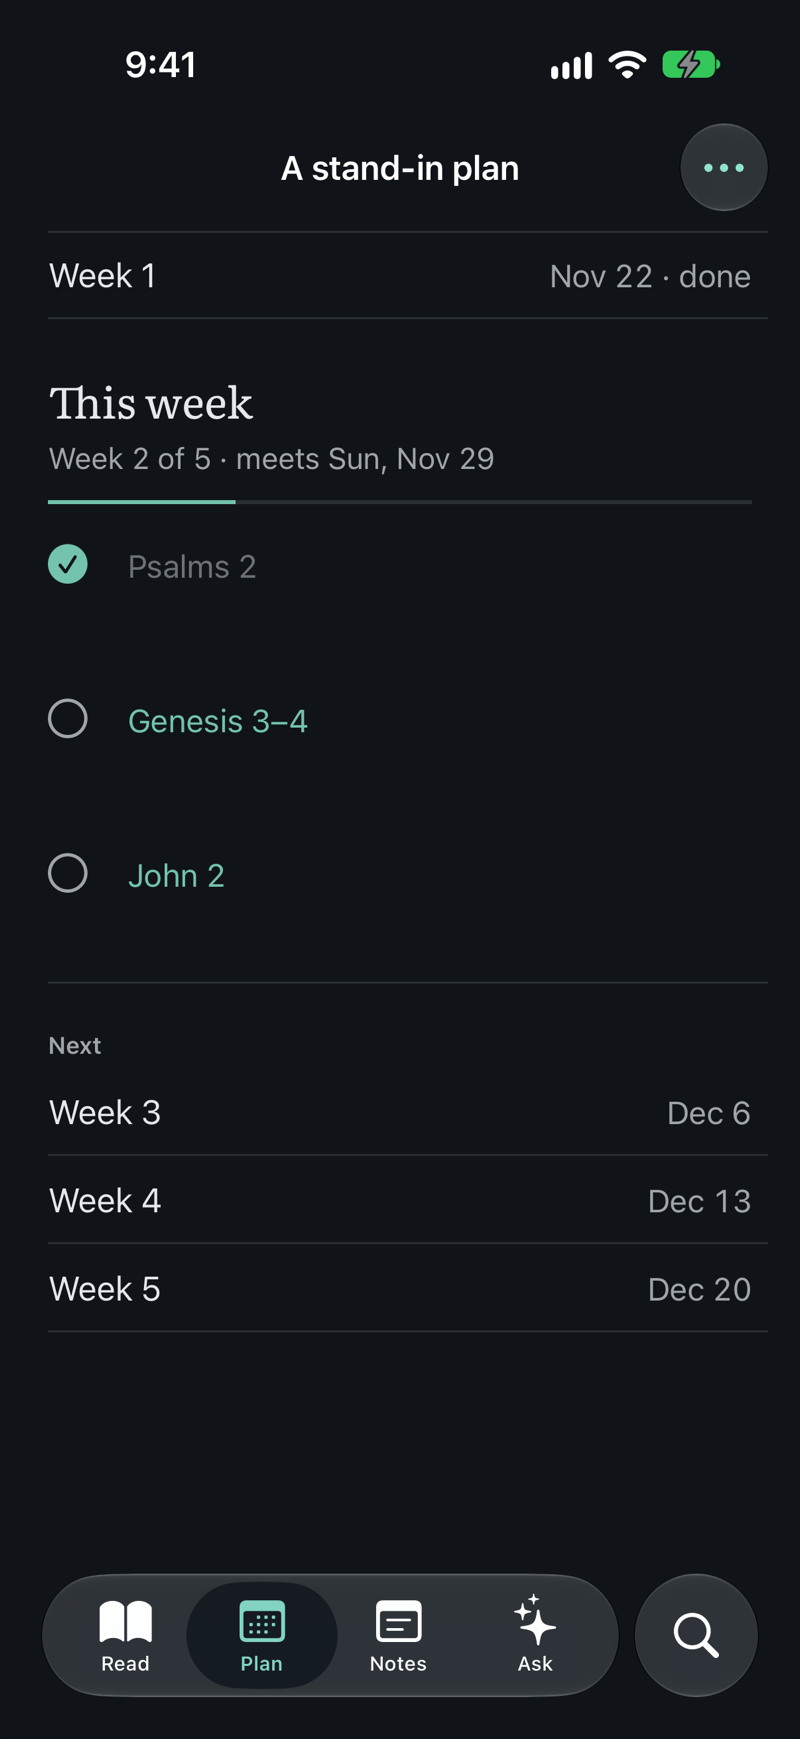 9:41
A stand-in plan
Week 1 Nov 22 · done
This week
Week 2 of 5 · meets Sun, Nov 29
Psalms 2
Genesis 3–4
John 2
Next
Week 3 Dec 6
Week 4 Dec 13
Week 5 Dec 20
Read Plan Notes Ask